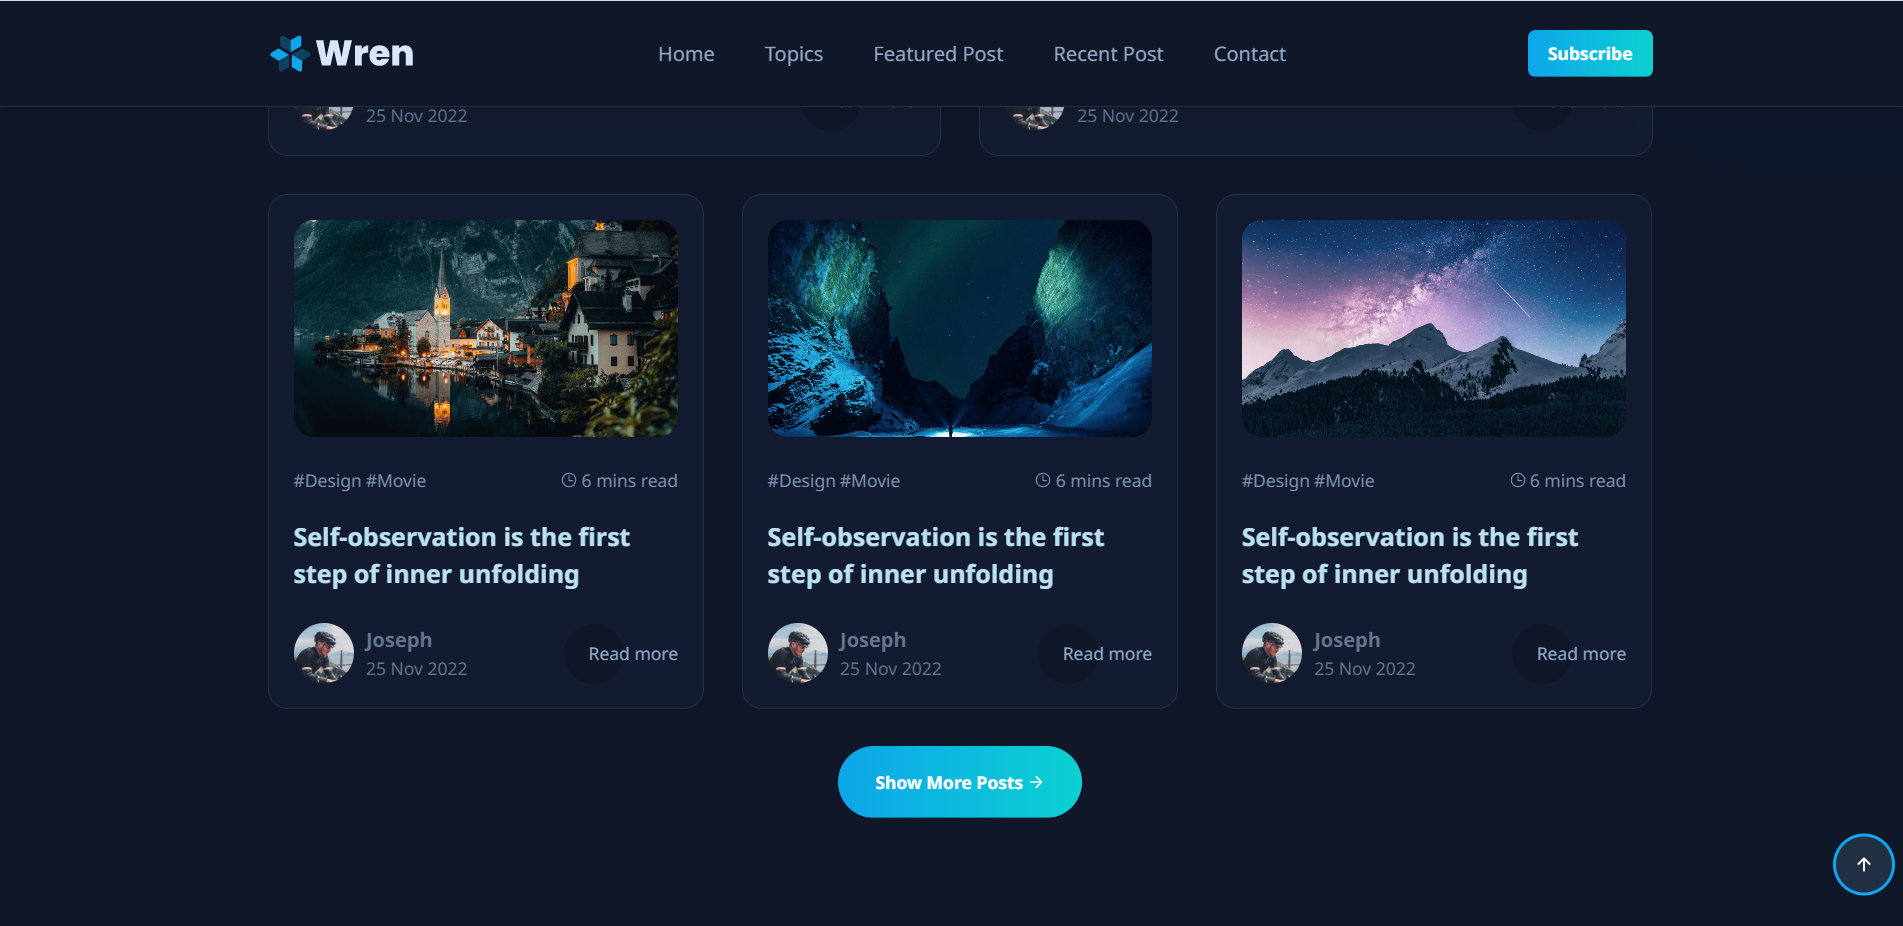 Wren
Home Topics Featured Post Recent Post Contact
Subscribe
25 Nov 2022
25 Nov 2022
#Design #Movie 6 mins read
Self-observation is the first
step of inner unfolding
Joseph
25 Nov 2022
Read more
#Design #Movie 6 mins read
Self-observation is the first
step of inner unfolding
Joseph
25 Nov 2022
Read more
#Design #Movie 6 mins read
Self-observation is the first
step of inner unfolding
Joseph
25 Nov 2022
Read more
Show More Posts →